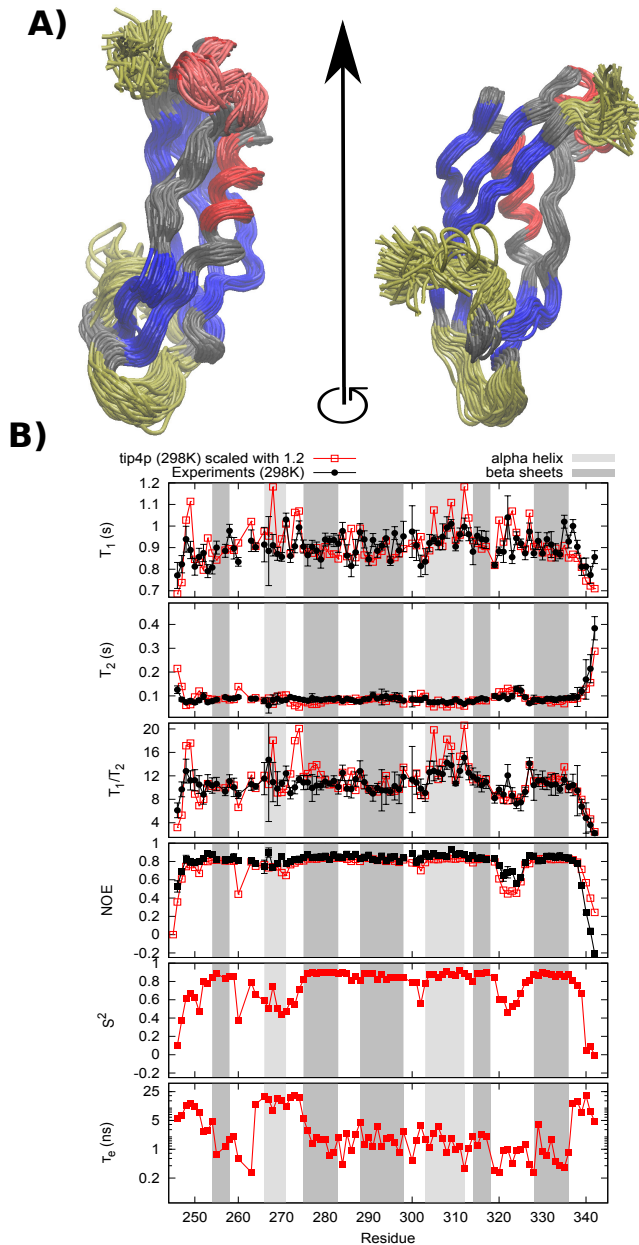 A)
B)
tip4p (298K) scaled with 1.2
Experiments (298K)
alpha helix
beta sheets
1.2
1.1
1
0.9
0.8
0.7
T1 (s)
0.4
0.3
0.2
0.1
T2 (s)
20
16
12
8
4
T1/T2
1
0.8
0.6
0.4
0.2
0
-0.2
NOE
1
0.8
0.6
0.4
0.2
0
-0.2
S2
25
5
1
0.2
τe (ns)
250 260 270 280 290 300 310 320 330 340
Residue